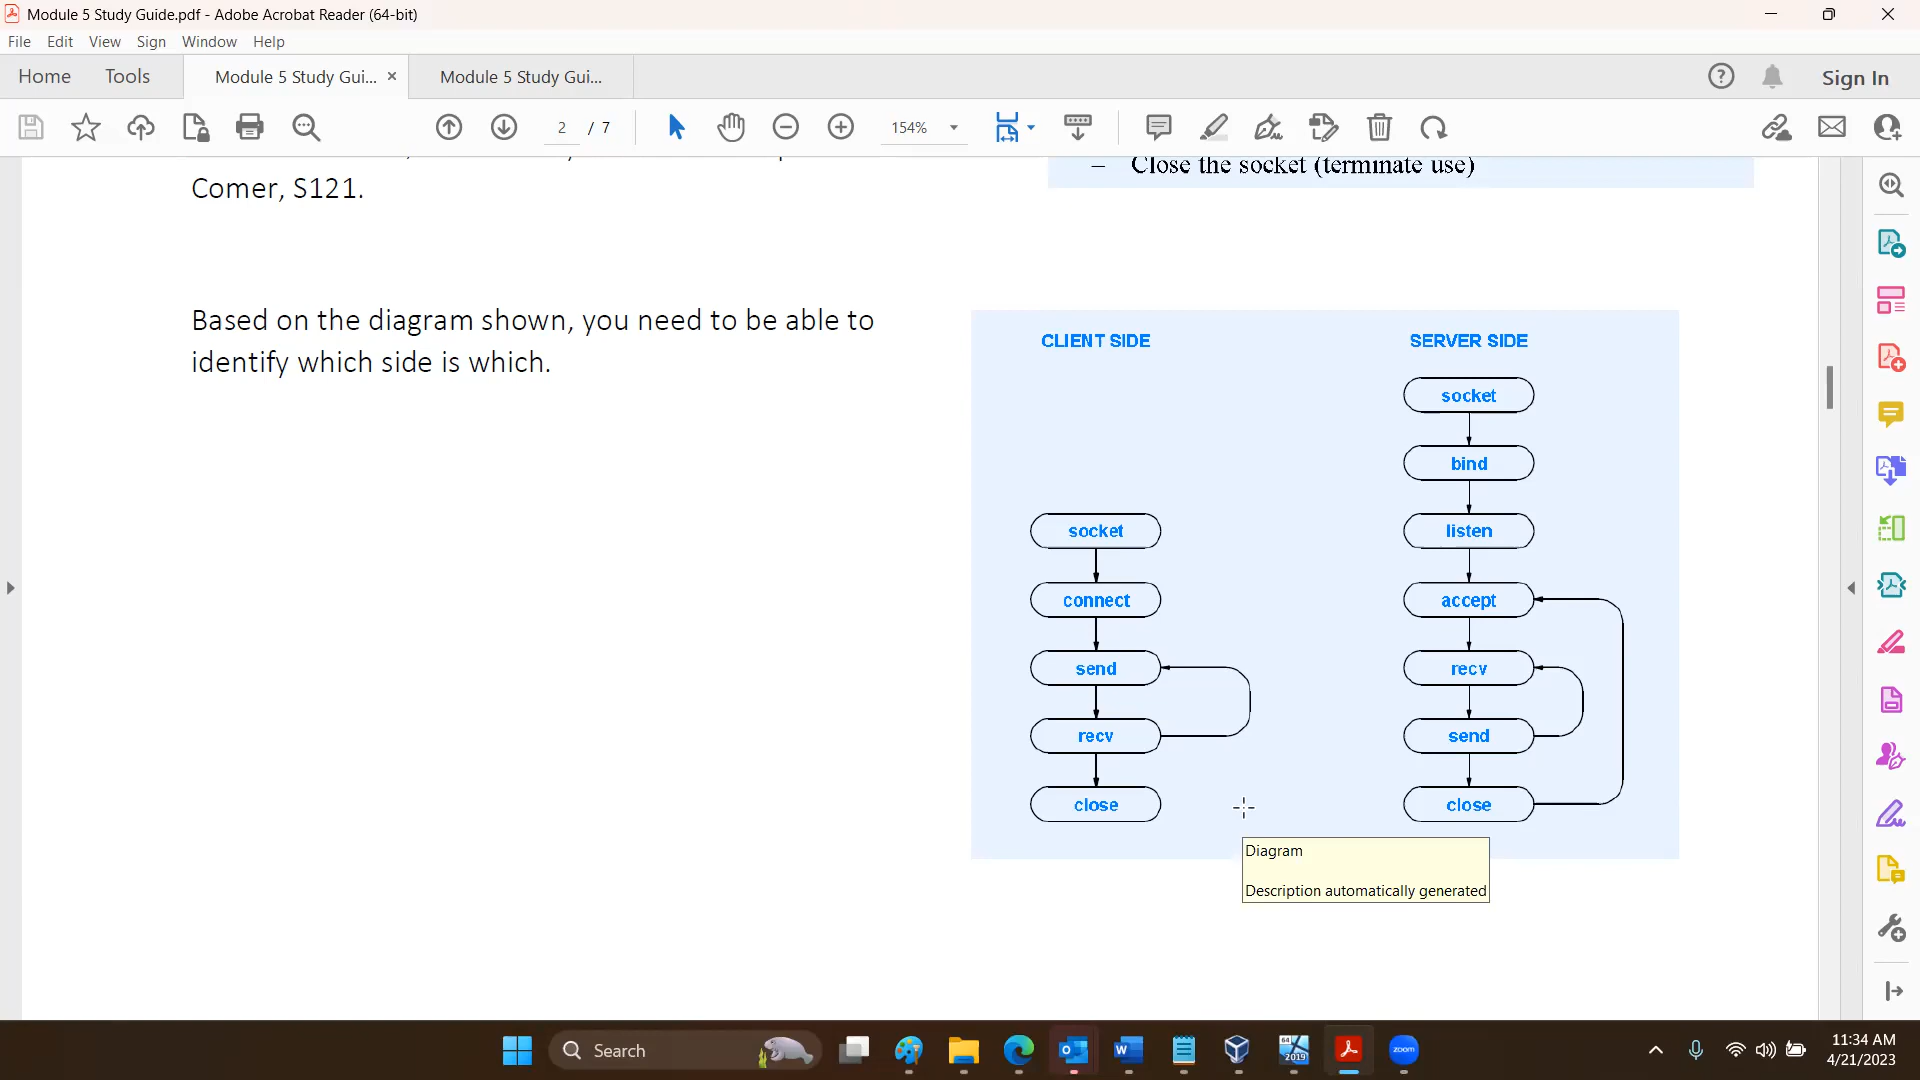 Module 5 Study Guide.pdf - Adobe Acrobat Reader (64-bit)
File Edit View Sign Window Help
Home Tools Module 5 Study Gui... × Module 5 Study Gui... Sign In
2 / 7 154%
– Close the socket (terminate use)
Comer, S121.
Based on the diagram shown, you need to be able to
identify which side is which.
CLIENT SIDE
socket
connect
send
recv
close
SERVER SIDE
socket
bind
listen
accept
recv
send
close
Diagram
Description automatically generated
Search
64
2019
zoom
11:34 AM
4/21/2023